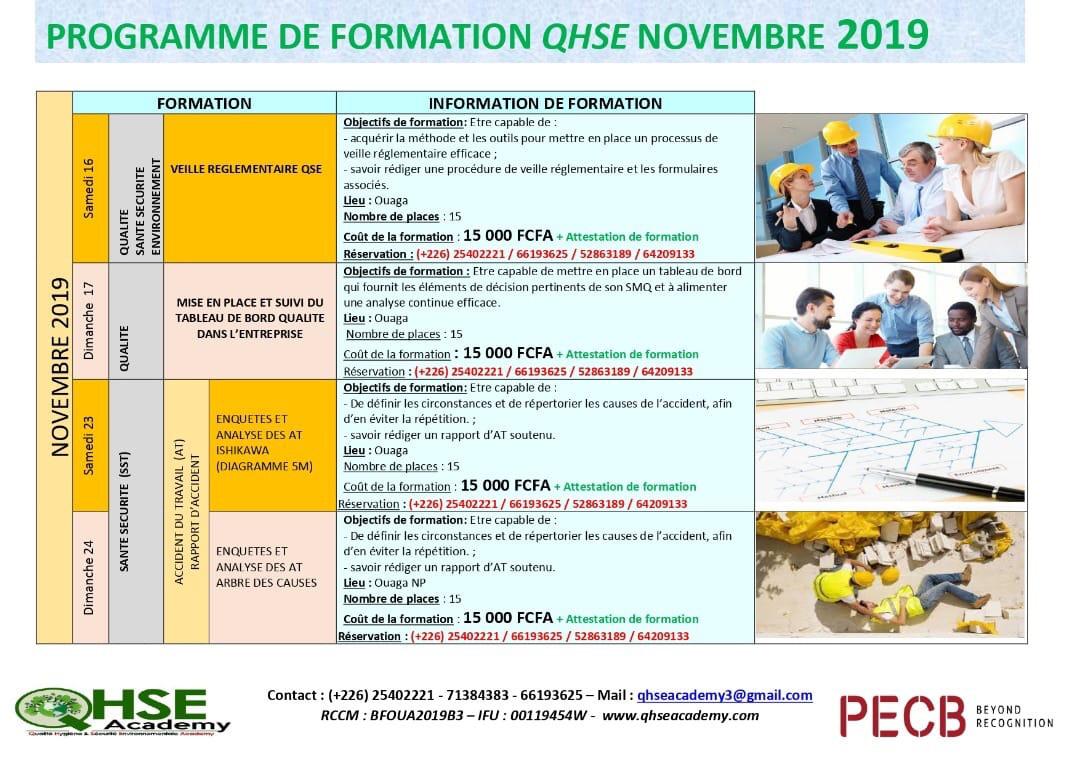 PROGRAMME DE FORMATION QHSE NOVEMBRE 2019
FORMATION
INFORMATION DE FORMATION
NOVEMBRE 2019
Samedi 16
QUALITE
SANTE SECURITE
ENVIRONNEMENT
VEILLE REGLEMENTAIRE QSE
Objectifs de formation: Etre capable de :
- acquérir la méthode et les outils pour mettre en place un processus de
veille réglementaire efficace ;
- savoir rédiger une procédure de veille réglementaire et les formulaires
associés.
Lieu : Ouaga
Nombre de places : 15
Coût de la formation : 15 000 FCFA + Attestation de formation
Réservation : (+226) 25402221 / 66193625 / 52863189 / 64209133
Dimanche 17
QUALITE
MISE EN PLACE ET SUIVI DU
TABLEAU DE BORD QUALITE
DANS L'ENTREPRISE
Objectifs de formation : Etre capable de mettre en place un tableau de bord
qui fournit les éléments de décision pertinents de son SMQ et à alimenter
une analyse continue efficace.
Lieu : Ouaga
Nombre de places : 15
Coût de la formation : 15 000 FCFA + Attestation de formation
Réservation : (+226) 25402221 / 66193625 / 52863189 / 64209133
Samedi 23
SANTE SECURITE (SST)
ACCIDENT DU TRAVAIL (AT)
RAPPORT D'ACCIDENT
ENQUETES ET
ANALYSE DES AT
ISHIKAWA
(DIAGRAMME 5M)
Objectifs de formation: Etre capable de :
- De définir les circonstances et de répertorier les causes de l'accident, afin
d'en éviter la répétition. ;
- savoir rédiger un rapport d'AT soutenu.
Lieu : Ouaga
Nombre de places : 15
Coût de la formation : 15 000 FCFA + Attestation de formation
Réservation : (+226) 25402221 / 66193625 / 52863189 / 64209133
Dimanche 24
ENQUETES ET
ANALYSE DES AT
ARBRE DES CAUSES
Objectifs de formation: Etre capable de :
- De définir les circonstances et de répertorier les causes de l'accident, afin
d'en éviter la répétition. ;
- savoir rédiger un rapport d'AT soutenu.
Lieu : Ouaga NP
Nombre de places : 15
Coût de la formation : 15 000 FCFA + Attestation de formation
Réservation : (+226) 25402221 / 66193625 / 52863189 / 64209133
QHSE
Academy
Qualité Hygiène & Sécurité Environnementale Academy
Contact : (+226) 25402221 - 71384383 - 66193625 – Mail : qhseacademy3@gmail.com
RCCM : BFOUA2019B3 – IFU : 00119454W - www.qhseacademy.com
PECB BEYOND
RECOGNITION